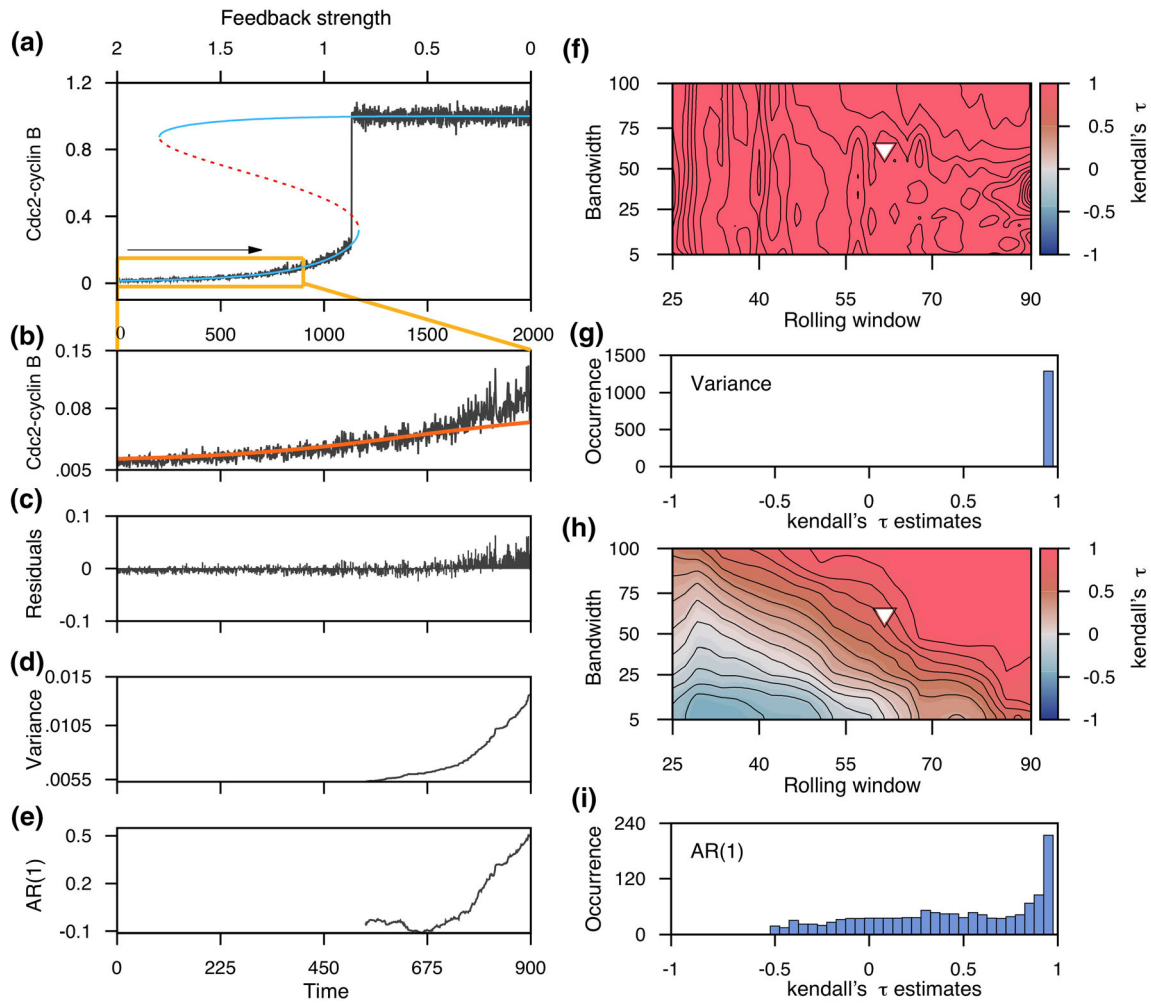 Feedback strength
(a)
2 1.5 1 0.5 0
Cdc2-cyclin B
1.2
0.8
0.4
0
0 500 1000 1500 2000
(b)
Cdc2-cyclin B
0.15
0.08
.005
(c)
Residuals
0.1
0
-0.1
(d)
Variance
0.015
.0105
.0055
(e)
AR(1)
0.5
0.2
-0.1
0 225 450 675 900
Time
(f)
Bandwidth
100
75
50
25
5
25 40 55 70 90
Rolling window
1
0.5
0
-0.5
-1
kendall's τ
(g)
Occurrence
1500
1000
500
0
Variance
-1 -0.5 0 0.5 1
kendall's τ estimates
(h)
Bandwidth
100
75
50
25
5
25 40 55 70 90
Rolling window
1
0.5
0
-0.5
-1
kendall's τ
(i)
Occurrence
240
120
0
AR(1)
-1 -0.5 0 0.5 1
kendall's τ estimates